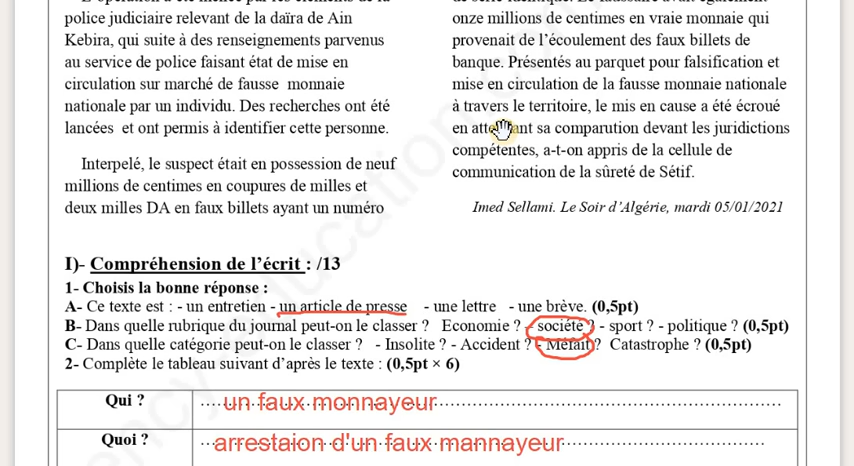 police judiciaire relevant de la daïra de Ain
Kebira, qui suite à des renseignements parvenus
au service de police faisant état de mise en
circulation sur marché de fausse monnaie
nationale par un individu. Des recherches ont été
lancées et ont permis à identifier cette personne.
Interpelé, le suspect était en possession de neuf
millions de centimes en coupures de milles et
deux milles DA en faux billets ayant un numéro
onze millions de centimes en vraie monnaie qui
provenait de l'écoulement des faux billets de
banque. Présentés au parquet pour falsification et
mise en circulation de la fausse monnaie nationale
à travers le territoire, le mis en cause a été écroué
en attendant sa comparution devant les juridictions
compétentes, a-t-on appris de la cellule de
communication de la sûreté de Sétif.
Imed Sellami. Le Soir d'Algérie, mardi 05/01/2021
I)- Compréhension de l'écrit : /13
1- Choisis la bonne réponse :
A- Ce texte est : - un entretien - un article de presse - une lettre - une brève. (0,5pt)
B- Dans quelle rubrique du journal peut-on le classer ? Economie ? - société ? - sport ? - politique ? (0,5pt)
C- Dans quelle catégorie peut-on le classer ? - Insolite ? - Accident ? - Méfait ? Catastrophe ? (0,5pt)
2- Complète le tableau suivant d'après le texte : (0,5pt × 6)
Qui ? un faux monnayeur
Quoi ? arrestaion d'un faux mannayeur